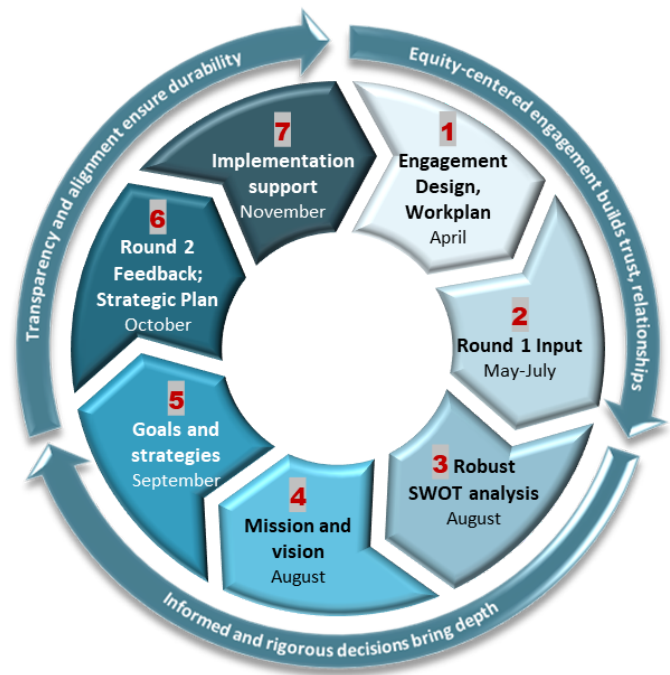 Transparency and alignment ensure durability
Equity-centered engagement builds trust, relationships
Informed and rigorous decisions bring depth
1
Engagement
Design,
Workplan
April
2
Round 1 Input
May-July
3 Robust
SWOT analysis
August
4
Mission and
vision
August
5
Goals and
strategies
September
6
Round 2
Feedback;
Strategic Plan
October
7
Implementation
support
November